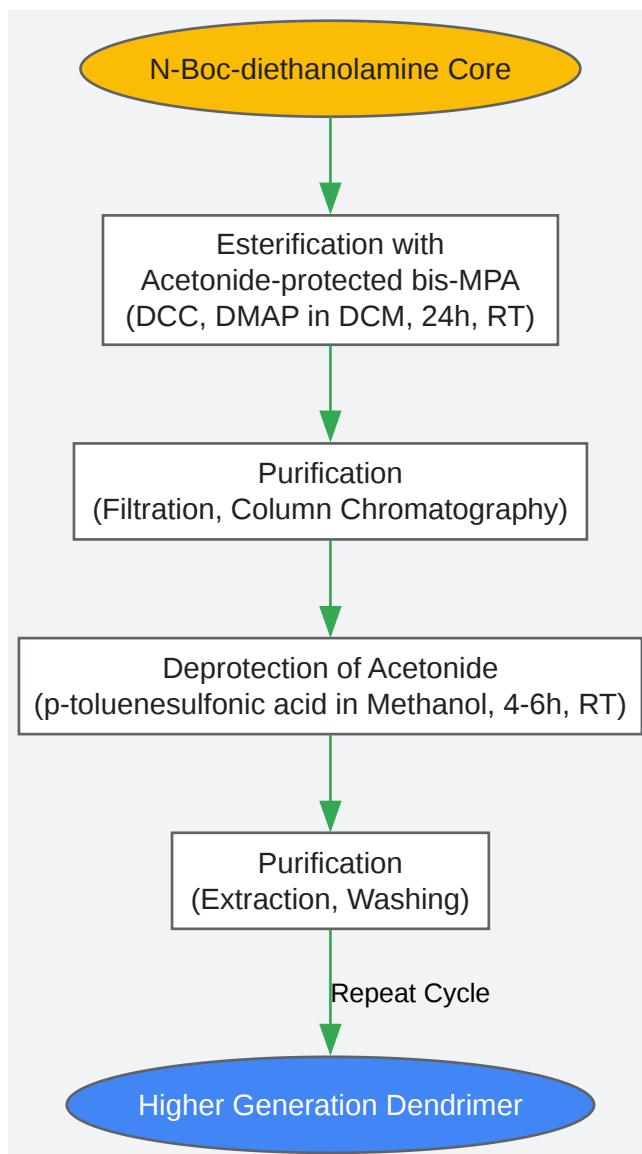 N-Boc-diethanolamine Core
Esterification with
Acetonide-protected bis-MPA
(DCC, DMAP in DCM, 24h, RT)
Purification
(Filtration, Column Chromatography)
Deprotection of Acetonide
(p-toluenesulfonic acid in Methanol, 4-6h, RT)
Purification
(Extraction, Washing)
Repeat Cycle
Higher Generation Dendrimer